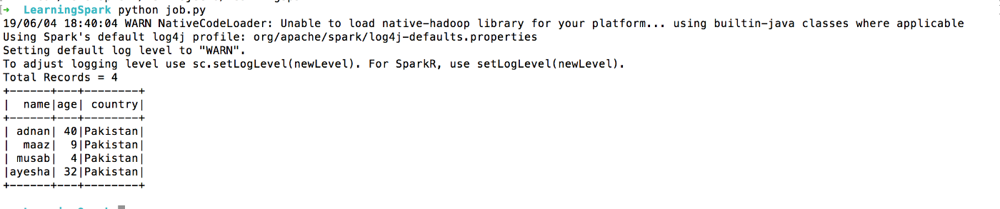 → LearningSpark python job.py
19/06/04 18:40:04 WARN NativeCodeLoader: Unable to load native-hadoop library for your platform... using builtin-java classes where applicable
Using Spark's default log4j profile: org/apache/spark/log4j-defaults.properties
Setting default log level to "WARN".
To adjust logging level use sc.setLogLevel(newLevel). For SparkR, use setLogLevel(newLevel).
Total Records = 4
+------+---+--------+
|  name|age| country|
+------+---+--------+
| adnan| 40|Pakistan|
|  maaz|  9|Pakistan|
| musab|  4|Pakistan|
|ayesha| 32|Pakistan|
+------+---+--------+